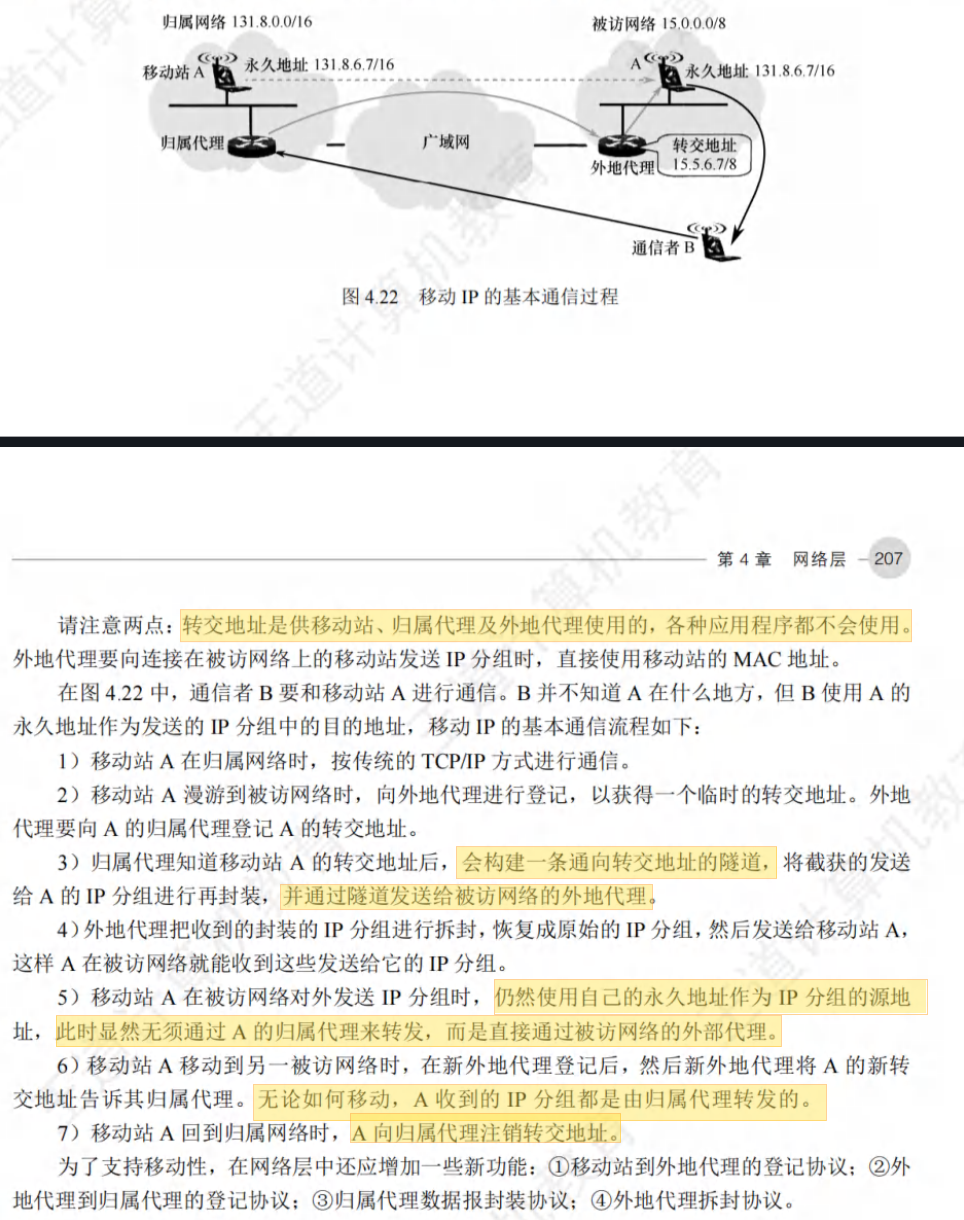 归属网络 131.8.0.0/16
被访网络 15.0.0.0/8
移动站 A
永久地址 131.8.6.7/16
A
永久地址 131.8.6.7/16
归属代理
广域网
外地代理
转交地址
15.5.6.7/8
通信者 B
图 4.22 移动 IP 的基本通信过程
第 4 章 网络层 207
请注意两点：转交地址是供移动站、归属代理及外地代理使用的，各种应用程序都不会使用。
外地代理要向连接在被访网络上的移动站发送 IP 分组时，直接使用移动站的 MAC 地址。
在图 4.22 中，通信者 B 要和移动站 A 进行通信。B 并不知道 A 在什么地方，但 B 使用 A 的
永久地址作为发送的 IP 分组中的目的地址，移动 IP 的基本通信流程如下：
1）移动站 A 在归属网络时，按传统的 TCP/IP 方式进行通信。
2）移动站 A 漫游到被访网络时，向外地代理进行登记，以获得一个临时的转交地址。外地
代理要向 A 的归属代理登记 A 的转交地址。
3）归属代理知道移动站 A 的转交地址后，会构建一条通向转交地址的隧道，将截获的发送
给 A 的 IP 分组进行再封装，并通过隧道发送给被访网络的外地代理。
4）外地代理把收到的封装的 IP 分组进行拆封，恢复成原始的 IP 分组，然后发送给移动站 A，
这样 A 在被访网络就能收到这些发送给它的 IP 分组。
5）移动站 A 在被访网络对外发送 IP 分组时，仍然使用自己的永久地址作为 IP 分组的源地
址，此时显然无须通过 A 的归属代理来转发，而是直接通过被访网络的外部代理。
6）移动站 A 移动到另一被访网络时，在新外地代理登记后，然后新外地代理将 A 的新转
交地址告诉其归属代理。无论如何移动，A 收到的 IP 分组都是由归属代理转发的。
7）移动站 A 回到归属网络时，A 向归属代理注销转交地址。
为了支持移动性，在网络层中还应增加一些新功能：①移动站到外地代理的登记协议；②外
地代理到归属代理的登记协议；③归属代理数据报封装协议；④外地代理拆封协议。
王道计算机教育